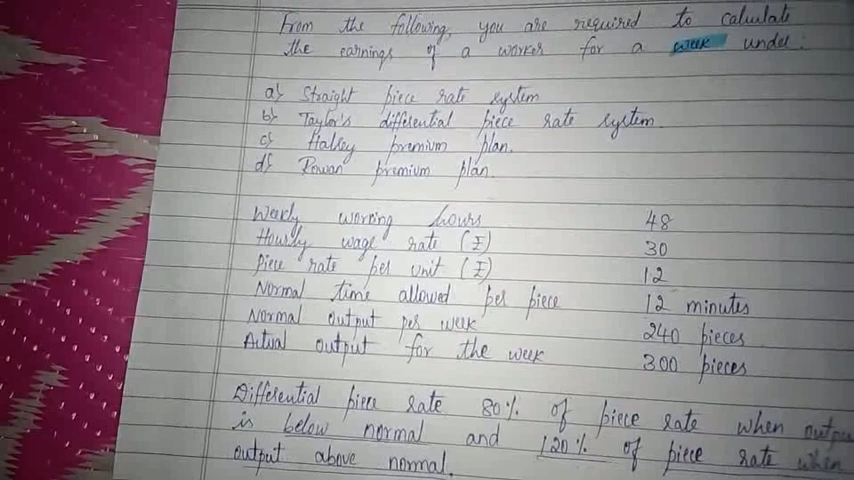 From the following, you are required to calculate
the earnings of a worker for a week under:
a) Straight piece rate system
b) Taylor's differential piece rate system
c) Halsey premium plan.
d) Rowan premium plan.
Weekly working hours 48
Hourly wage rate (₹) 30
Piece rate per unit (₹) 12
Normal time allowed per piece 12 minutes
Normal output per week 240 pieces
Actual output for the week 300 pieces
Differential piece rate 80% of piece rate when output
is below normal and 120% of piece rate when
output above normal.